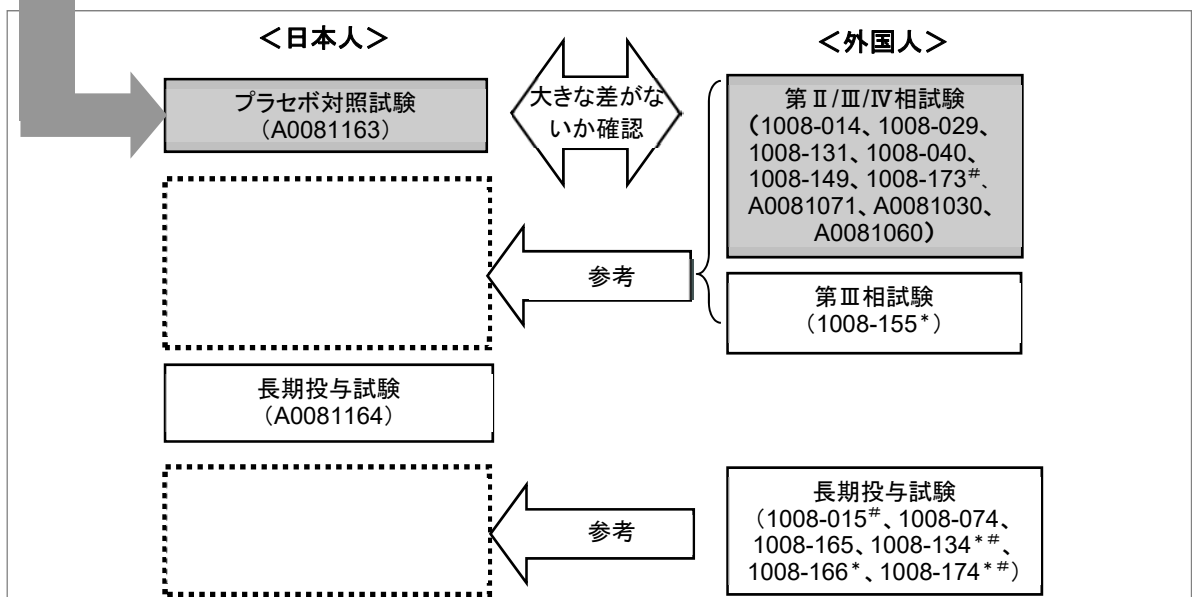 ＜日本人＞
プラセボ対照試験
（A0081163）
長期投与試験
（A0081164）
大きな差がな
いか確認
参考
参考
＜外国人＞
第Ⅱ/Ⅲ/Ⅳ相試験
（1008-014、1008-029、
1008-131、1008-040、
1008-149、1008-173#、
A0081071、A0081030、
A0081060）
第Ⅲ相試験
（1008-155*）
長期投与試験
（1008-015#、1008-074、
1008-165、1008-134*#、
1008-166*、1008-174*#）